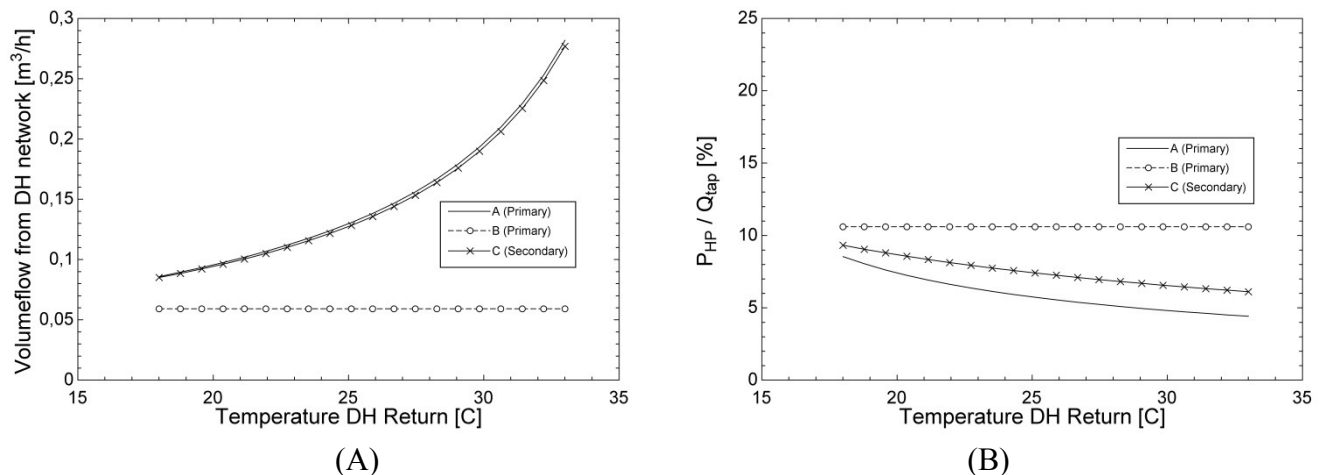 Volumeflow from DH network [m³/h]
0,3
0,25
0,2
0,15
0,1
0,05
0
15 20 25 30 35
Temperature DH Return [C]
A (Primary)
B (Primary)
C (Secondary)
(A)
P_HP / Q_tap [%]
25
20
15
10
5
0
15 20 25 30 35
Temperature DH Return [C]
A (Primary)
B (Primary)
C (Secondary)
(B)